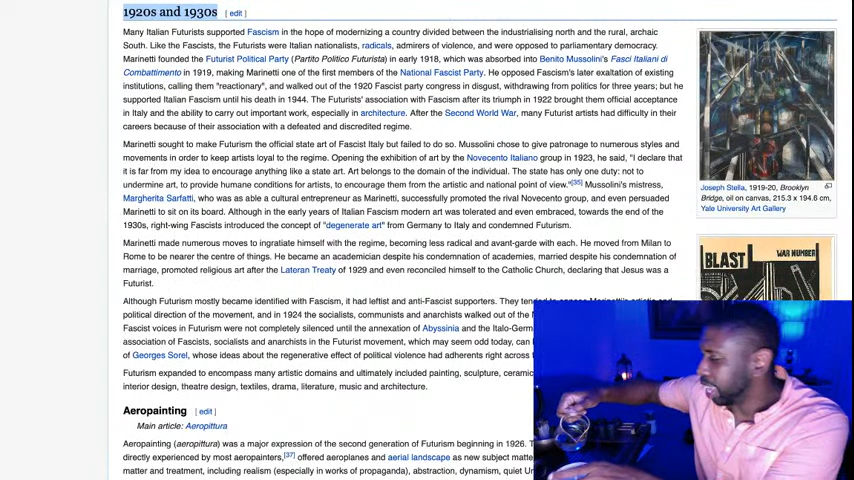 1920s and 1930s [ edit ]
Many Italian Futurists supported Fascism in the hope of modernizing a country divided between the industrialising north and the rural, archaic
South. Like the Fascists, the Futurists were Italian nationalists, radicals, admirers of violence, and were opposed to parliamentary democracy.
Marinetti founded the Futurist Political Party (Partito Politico Futurista) in early 1918, which was absorbed into Benito Mussolini's Fasci Italiani di
Combattimento in 1919, making Marinetti one of the first members of the National Fascist Party. He opposed Fascism's later exaltation of existing
institutions, calling them "reactionary", and walked out of the 1920 Fascist party congress in disgust, withdrawing from politics for three years; but he
supported Italian Fascism until his death in 1944. The Futurists' association with Fascism after its triumph in 1922 brought them official acceptance
in Italy and the ability to carry out important work, especially in architecture. After the Second World War, many Futurist artists had difficulty in their
careers because of their association with a defeated and discredited regime.
Marinetti sought to make Futurism the official state art of Fascist Italy but failed to do so. Mussolini chose to give patronage to numerous styles and
movements in order to keep artists loyal to the regime. Opening the exhibition of art by the Novecento Italiano group in 1923, he said, "I declare that
it is far from my idea to encourage anything like a state art. Art belongs to the domain of the individual. The state has only one duty: not to
undermine art, to provide humane conditions for artists, to encourage them from the artistic and national point of view."[35] Mussolini's mistress,
Margherita Sarfatti, who was as able a cultural entrepreneur as Marinetti, successfully promoted the rival Novecento group, and even persuaded
Marinetti to sit on its board. Although in the early years of Italian Fascism modern art was tolerated and even embraced, towards the end of the
1930s, right-wing Fascists introduced the concept of "degenerate art" from Germany to Italy and condemned Futurism.
Marinetti made numerous moves to ingratiate himself with the regime, becoming less radical and avant-garde with each. He moved from Milan to
Rome to be nearer the centre of things. He became an academician despite his condemnation of academies, married despite his condemnation of
marriage, promoted religious art after the Lateran Treaty of 1929 and even reconciled himself to the Catholic Church, declaring that Jesus was a
Futurist.
Although Futurism mostly became identified with Fascism, it had leftist and anti-Fascist supporters. They tended to oppose Marinetti's artistic and
political direction of the movement, and in 1924 the socialists, communists and anarchists walked out of the
Fascist voices in Futurism were not completely silenced until the annexation of Abyssinia and the Italo-Germ
association of Fascists, socialists and anarchists in the Futurist movement, which may seem odd today, can
of Georges Sorel, whose ideas about the regenerative effect of political violence had adherents right across
Futurism expanded to encompass many artistic domains and ultimately included painting, sculpture, ceramic
interior design, theatre design, textiles, drama, literature, music and architecture.
Aeropainting [ edit ]
Main article: Aeropittura
Aeropainting (aeropittura) was a major expression of the second generation of Futurism beginning in 1926. T
directly experienced by most aeropainters,[37] offered aeroplanes and aerial landscape as new subject matte
matter and treatment, including realism (especially in works of propaganda), abstraction, dynamism, quiet Um
Joseph Stella, 1919-20, Brooklyn
Bridge, oil on canvas, 215.3 x 194.6 cm,
Yale University Art Gallery
BLAST
WAR NUMBER